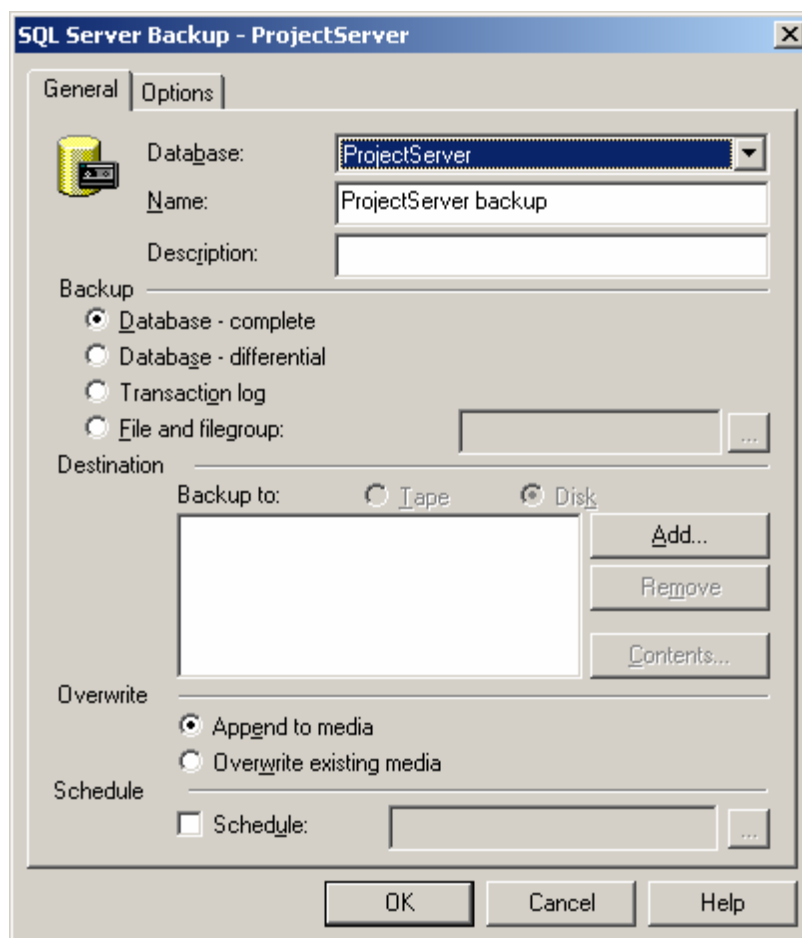 SQL Server Backup - ProjectServer
General
Options
Database:
ProjectServer
Name:
ProjectServer backup
Description:
Backup
Database - complete
Database - differential
Transaction log
File and filegroup:
...
Destination
Backup to:
Tape
Disk
Add...
Remove
Contents...
Overwrite
Append to media
Overwrite existing media
Schedule
Schedule:
...
OK
Cancel
Help